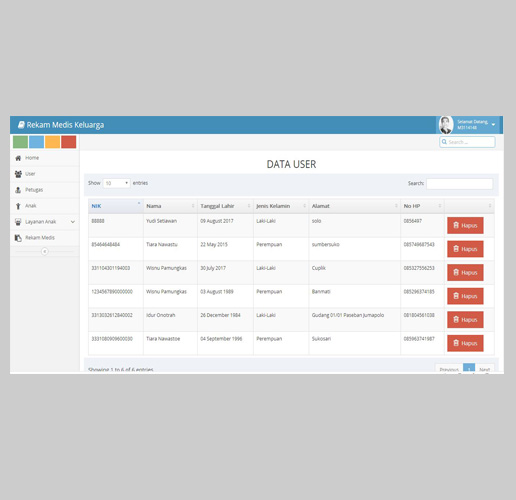 Rekam Medis Keluarga
Selamat Datang,
M3114140
Search ...
Home
User
Petugas
Anak
Layanan Anak
Rekam Medis
DATA USER
Show 10 entries
Search:
NIK Nama Tanggal Lahir Jenis Kelamin Alamat No HP
88888 Yudi Setiawan 09 August 2017 Laki-Laki solo 0856497 Hapus
85464848484 Tiara Nawastu 22 May 2015 Perempuan sumbersuko 085749687543 Hapus
331104301194003 Wisnu Pamungkas 30 July 2017 Laki-Laki Cuplik 085327556253 Hapus
1234567890000000 Wisnu Pamungkas 03 August 1989 Perempuan Banmati 085296374185 Hapus
3313032612840002 26 December 1984 Laki-Laki Gudang 01/01 Paseban Jumapolo 081804561038 Hapus
3331080909600030 Tiara Nawastoe 04 September 1996 Perempuan Sukosari 085963741987 Hapus
Showing 1 to 6 of 6 entries
Previous 1 Next